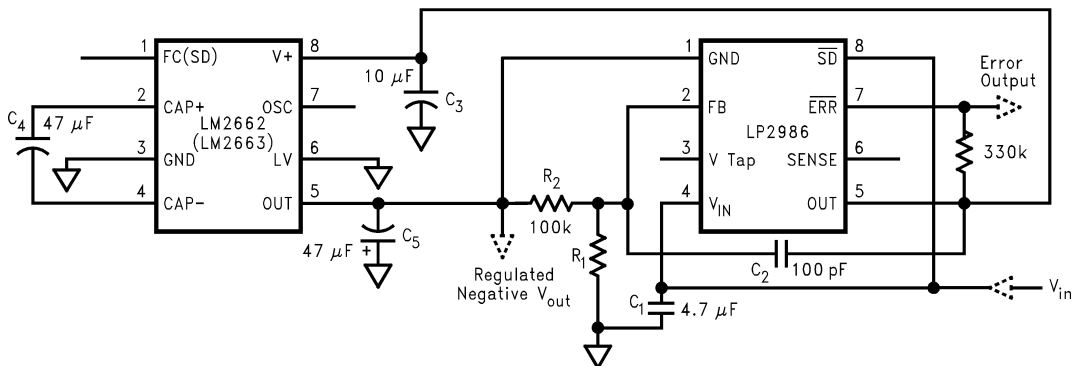 1 FC(SD) V+ 8
2 CAP+ OSC 7
LM2662
(LM2663)
3 GND LV 6
4 CAP- OUT 5
C4 47 μF
10 μF C3
47 μF + C5
R2
100k
R1
Regulated
Negative Vout
1 GND SD 8
2 FB ERR 7
LP2986
3 V Tap SENSE 6
4 VIN OUT 5
Error
Output
330k
C2 100 pF
C1 4.7 μF
Vin